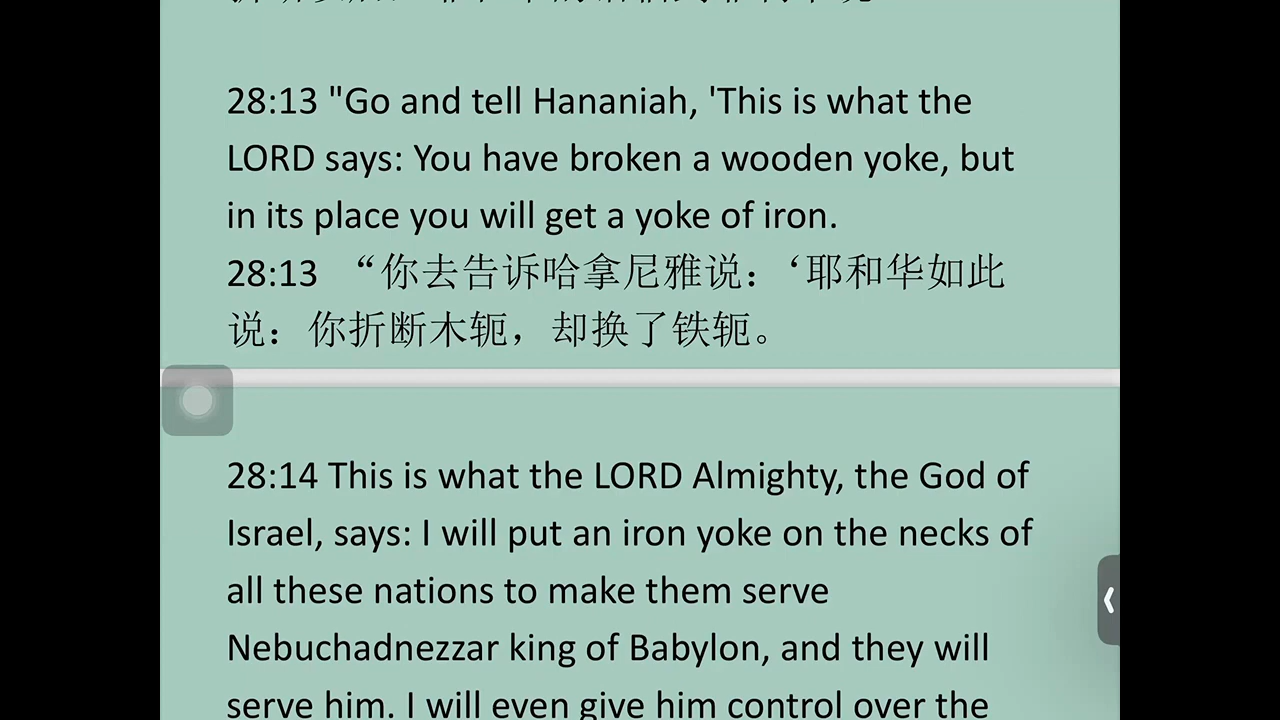 28:13 "Go and tell Hananiah, 'This is what the
LORD says: You have broken a wooden yoke, but
in its place you will get a yoke of iron.
28:13 “你去告诉哈拿尼雅说：‘耶和华如此
说：你折断木轭，却换了铁轭。
28:14 This is what the LORD Almighty, the God of
Israel, says: I will put an iron yoke on the necks of
all these nations to make them serve
Nebuchadnezzar king of Babylon, and they will
serve him. I will even give him control over the